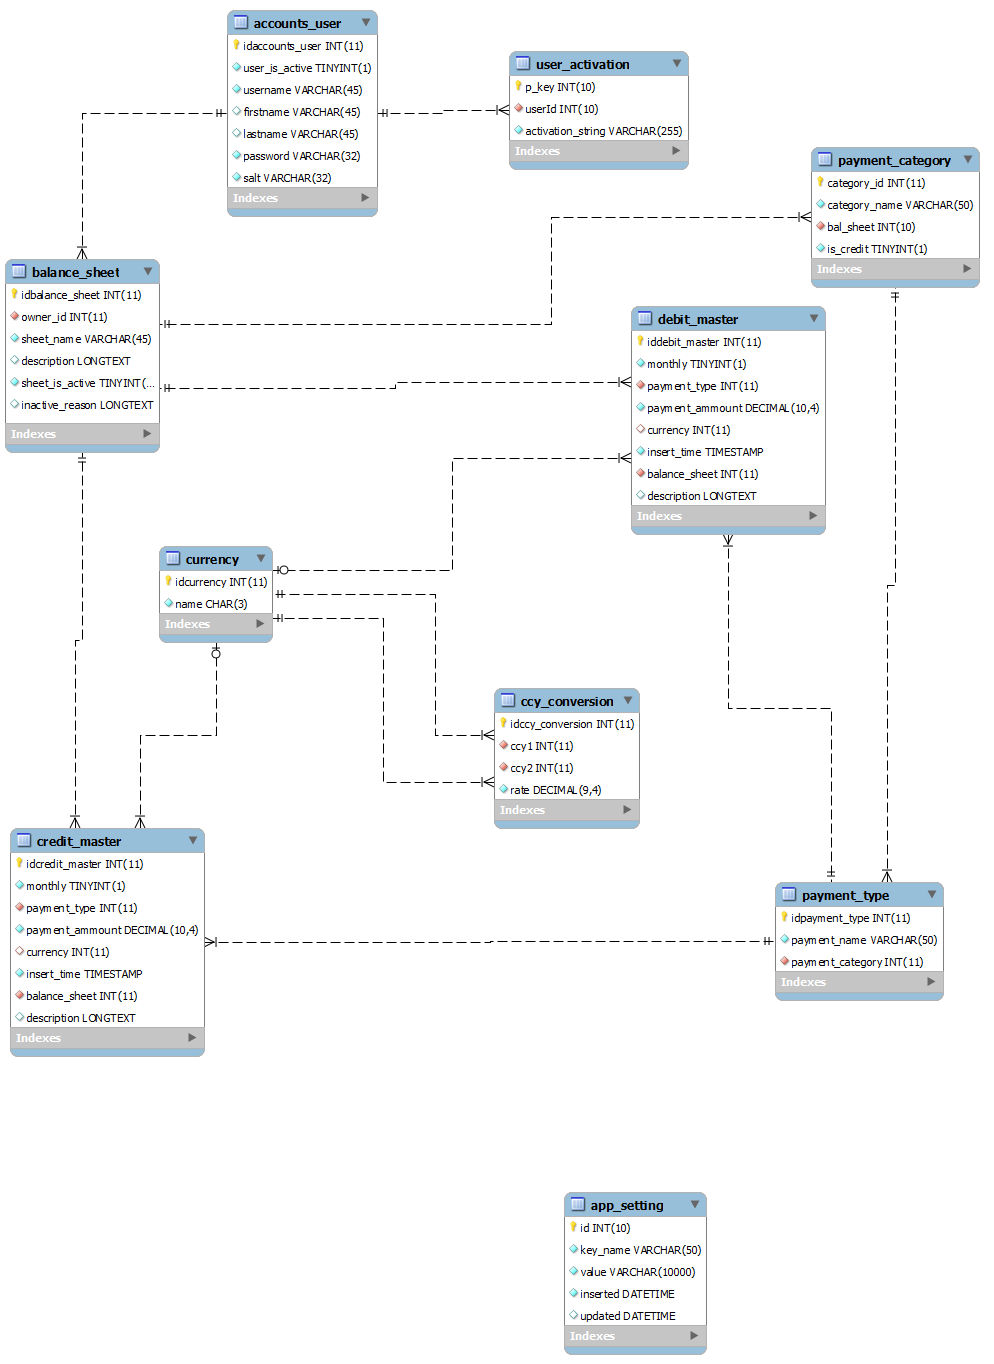 accounts_user
idaccounts_user INT(11)
user_is_active TINYINT(1)
username VARCHAR(45)
firstname VARCHAR(45)
lastname VARCHAR(45)
password VARCHAR(32)
salt VARCHAR(32)
Indexes
user_activation
p_key INT(10)
userId INT(10)
activation_string VARCHAR(255)
Indexes
payment_category
category_id INT(11)
category_name VARCHAR(50)
bal_sheet INT(10)
is_credit TINYINT(1)
Indexes
balance_sheet
idbalance_sheet INT(11)
owner_id INT(11)
sheet_name VARCHAR(45)
description LONGTEXT
sheet_is_active TINYINT(...
inactive_reason LONGTEXT
Indexes
debit_master
iddebit_master INT(11)
monthly TINYINT(1)
payment_type INT(11)
payment_ammount DECIMAL(10,4)
currency INT(11)
insert_time TIMESTAMP
balance_sheet INT(11)
description LONGTEXT
Indexes
currency
idcurrency INT(11)
name CHAR(3)
Indexes
ccy_conversion
idccy_conversion INT(11)
ccy1 INT(11)
ccy2 INT(11)
rate DECIMAL(9,4)
Indexes
credit_master
idcredit_master INT(11)
monthly TINYINT(1)
payment_type INT(11)
payment_ammount DECIMAL(10,4)
currency INT(11)
insert_time TIMESTAMP
balance_sheet INT(11)
description LONGTEXT
Indexes
payment_type
idpayment_type INT(11)
payment_name VARCHAR(50)
payment_category INT(11)
Indexes
app_setting
id INT(10)
key_name VARCHAR(50)
value VARCHAR(10000)
inserted DATETIME
updated DATETIME
Indexes